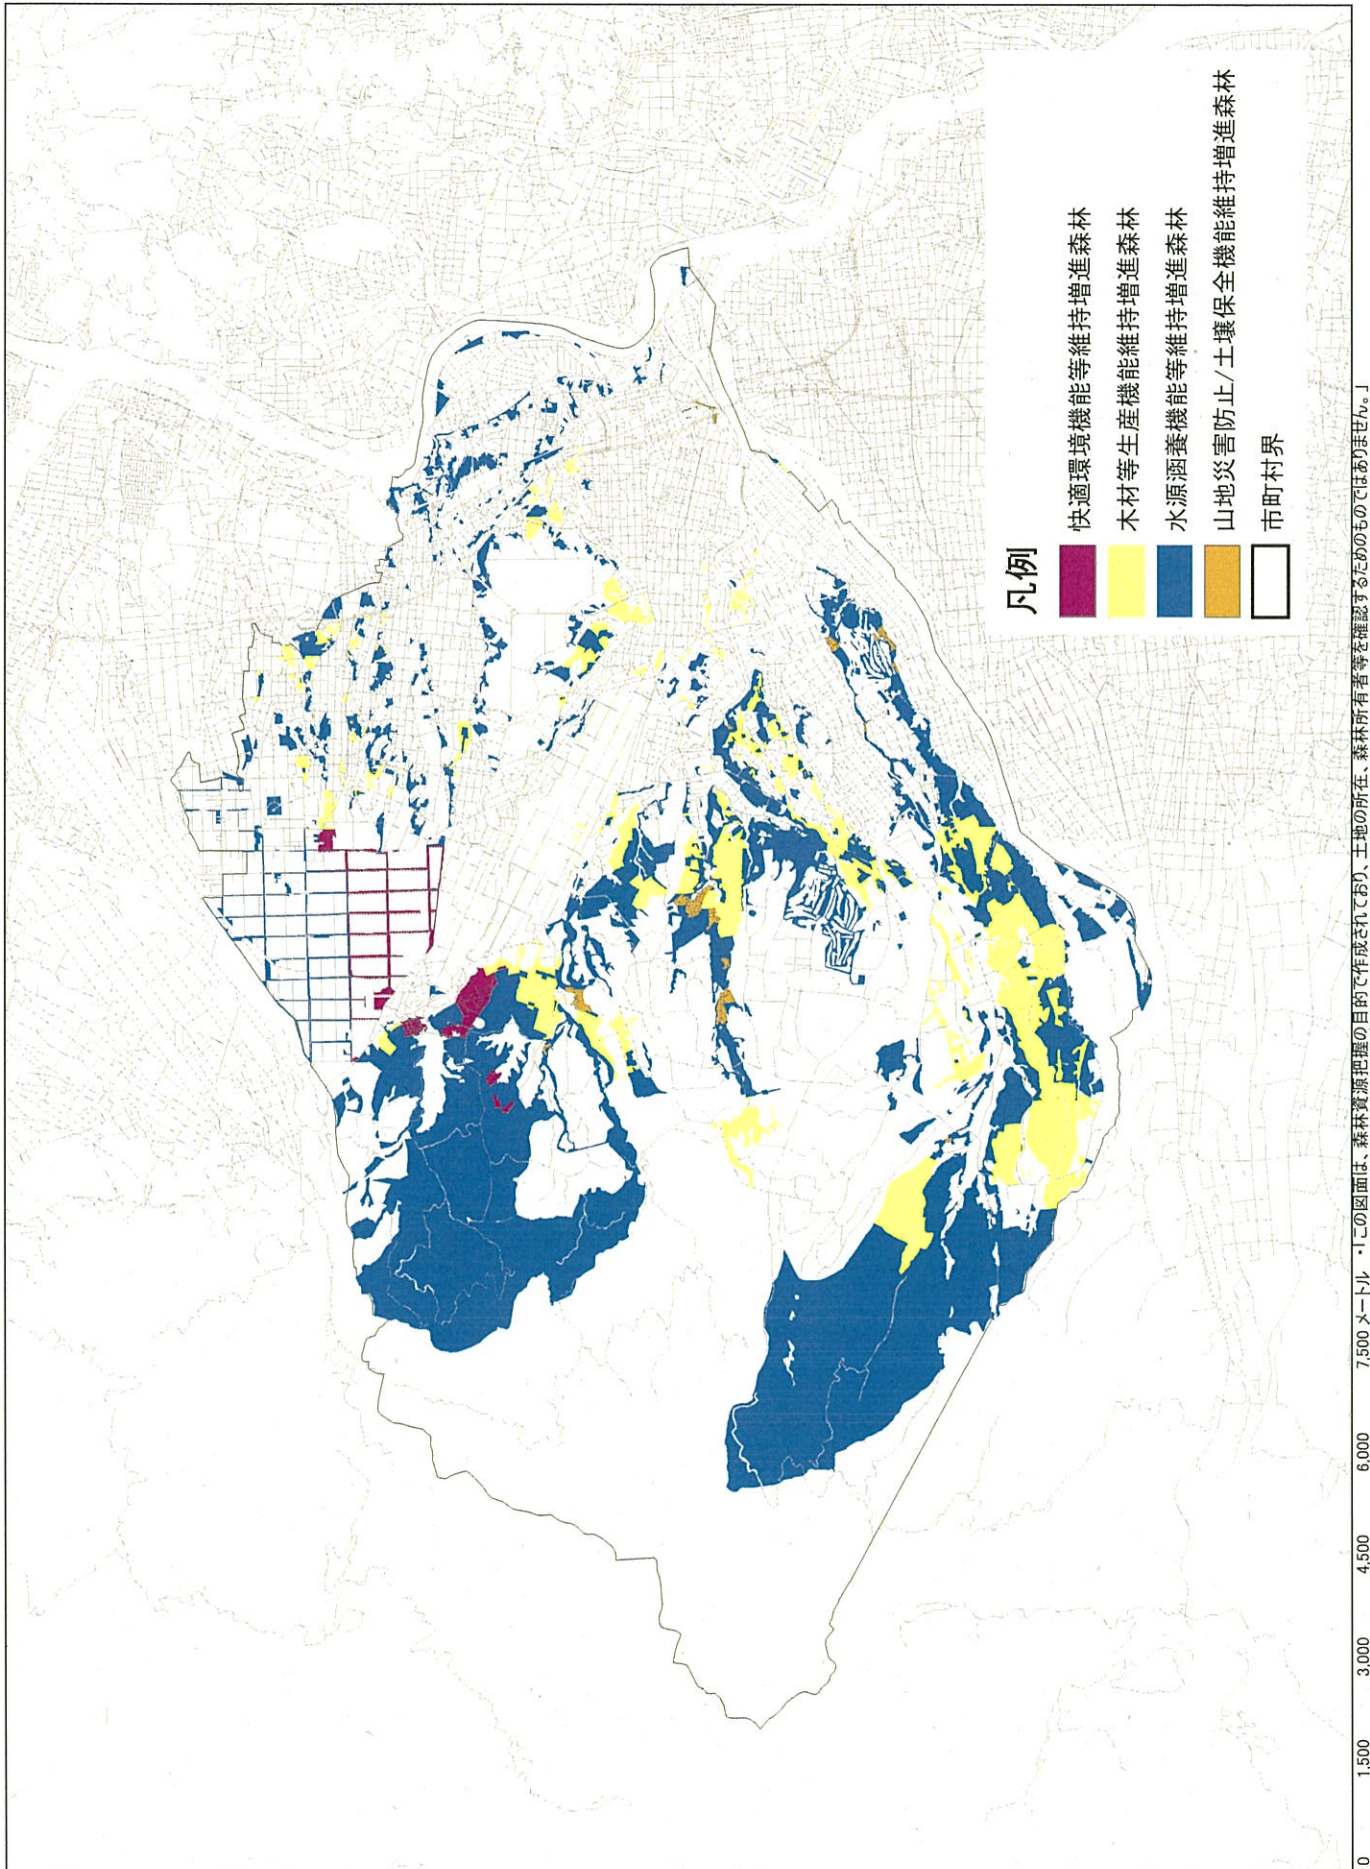 凡例
快適環境機能等維持増進森林
木材等生産機能維持増進森林
水源涵養機能等維持増進森林
山地災害防止/土壌保全機能維持増進森林
市町村界
0 1,500 3,000 4,500 6,000 7,500 メートル ・「この図面は、森林資源把握の目的で作成されており、土地の所在、森林所有者等を確認するためのものではありません。」